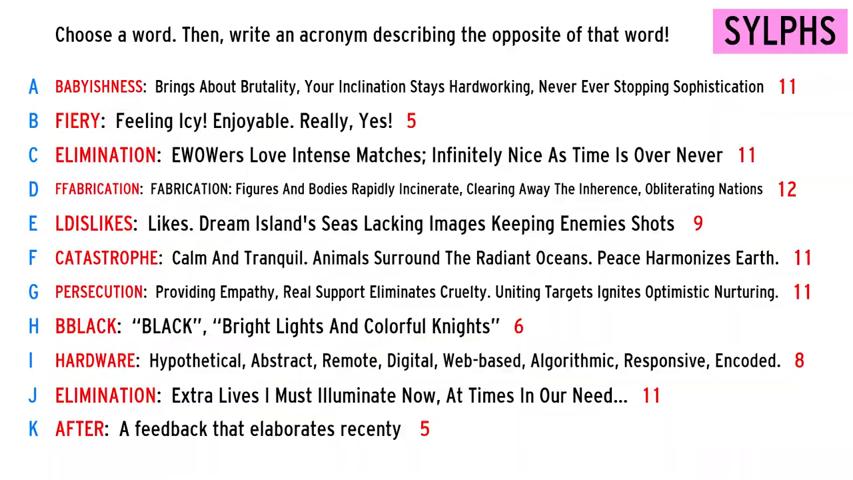 Choose a word. Then, write an acronym describing the opposite of that word!
SYLPHS
A BABYISHNESS: Brings About Brutality, Your Inclination Stays Hardworking, Never Ever Stopping Sophistication 11
B FIERY: Feeling Icy! Enjoyable. Really, Yes! 5
C ELIMINATION: EWOWers Love Intense Matches; Infinitely Nice As Time Is Over Never 11
D FFABRICATION: FABRICATION: Figures And Bodies Rapidly Incinerate, Clearing Away The Inherence, Obliterating Nations 12
E LDISLIKES: Likes. Dream Island's Seas Lacking Images Keeping Enemies Shots 9
F CATASTROPHE: Calm And Tranquil. Animals Surround The Radiant Oceans. Peace Harmonizes Earth. 11
G PERSECUTION: Providing Empathy, Real Support Eliminates Cruelty. Uniting Targets Ignites Optimistic Nurturing. 11
H BBLACK: “BLACK”, “Bright Lights And Colorful Knights” 6
I HARDWARE: Hypothetical, Abstract, Remote, Digital, Web-based, Algorithmic, Responsive, Encoded. 8
J ELIMINATION: Extra Lives I Must Illuminate Now, At Times In Our Need... 11
K AFTER: A feedback that elaborates recenty 5